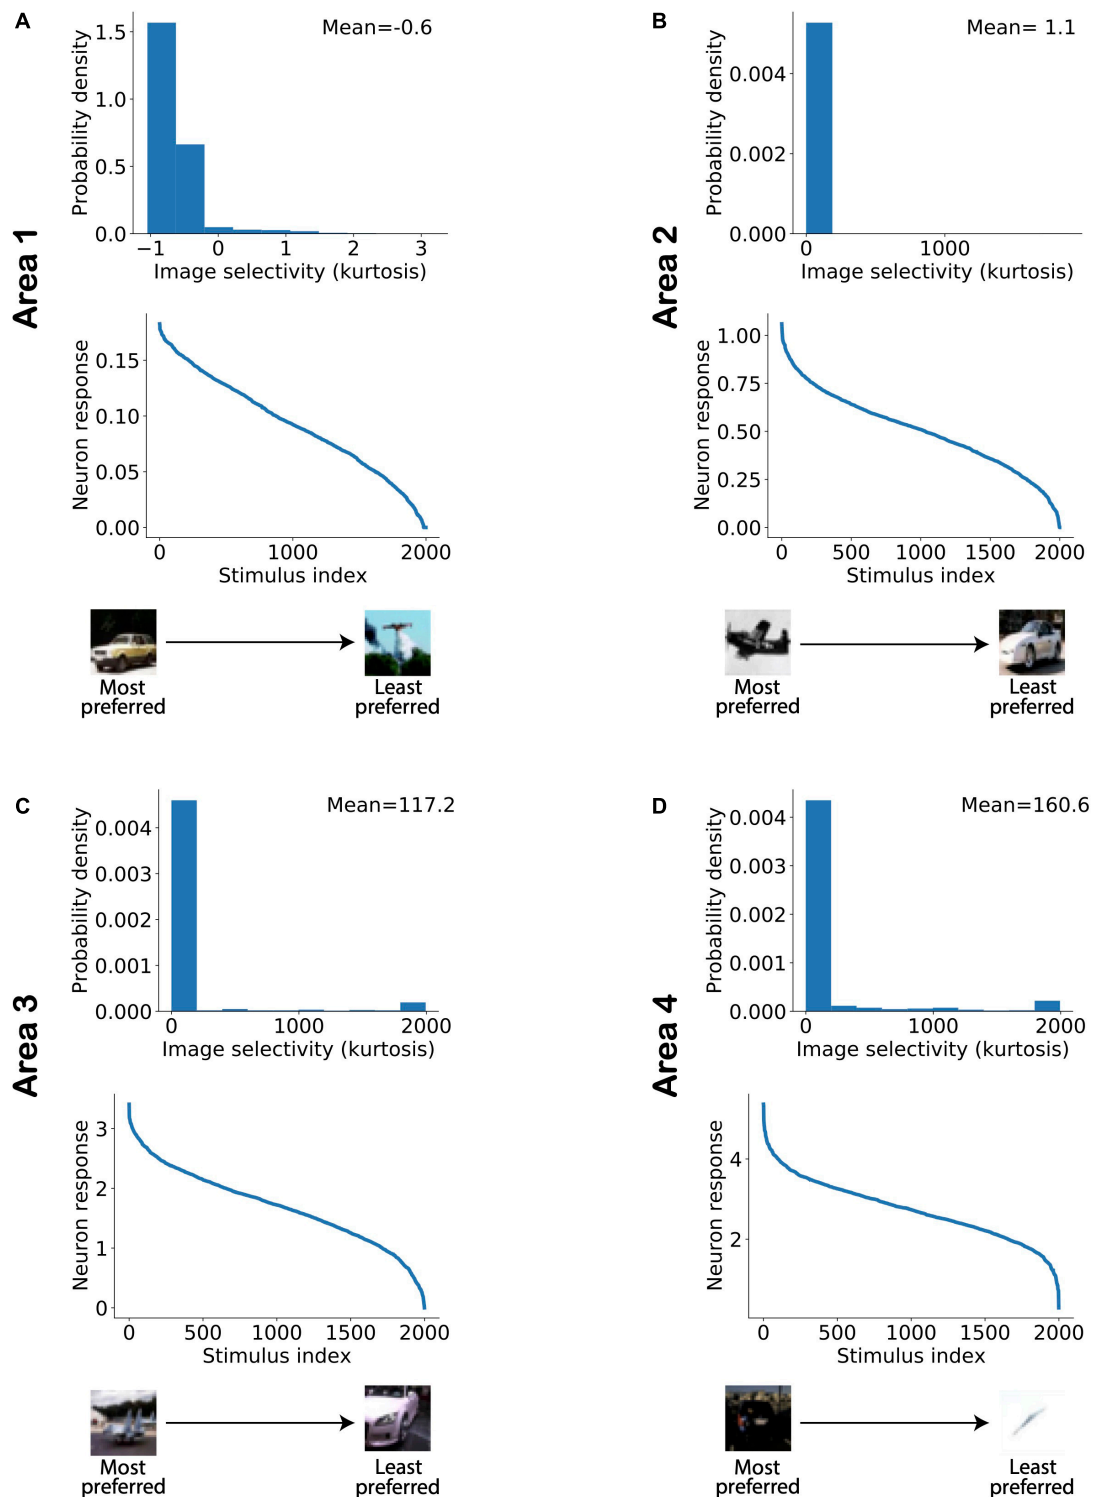 A
Mean=-0.6
Probability density
1.5
1.0
0.5
0.0
−1 0 1 2 3
Image selectivity (kurtosis)
Area 1
Neuron response
0.15
0.10
0.05
0.00
0 1000 2000
Stimulus index
Most
preferred
Least
preferred
B
Mean= 1.1
Probability density
0.004
0.002
0.000
0 1000
Image selectivity (kurtosis)
Area 2
Neuron response
1.00
0.75
0.50
0.25
0.00
0 500 1000 1500 2000
Stimulus index
Most
preferred
Least
preferred
C
Mean=117.2
Probability density
0.004
0.003
0.002
0.001
0.000
0 1000 2000
Image selectivity (kurtosis)
Area 3
Neuron response
3
2
1
0
0 500 1000 1500 2000
Stimulus index
Most
preferred
Least
preferred
D
Mean=160.6
Probability density
0.004
0.003
0.002
0.001
0.000
0 1000 2000
Image selectivity (kurtosis)
Area 4
Neuron response
4
2
0 500 1000 1500 2000
Stimulus index
Most
preferred
Least
preferred